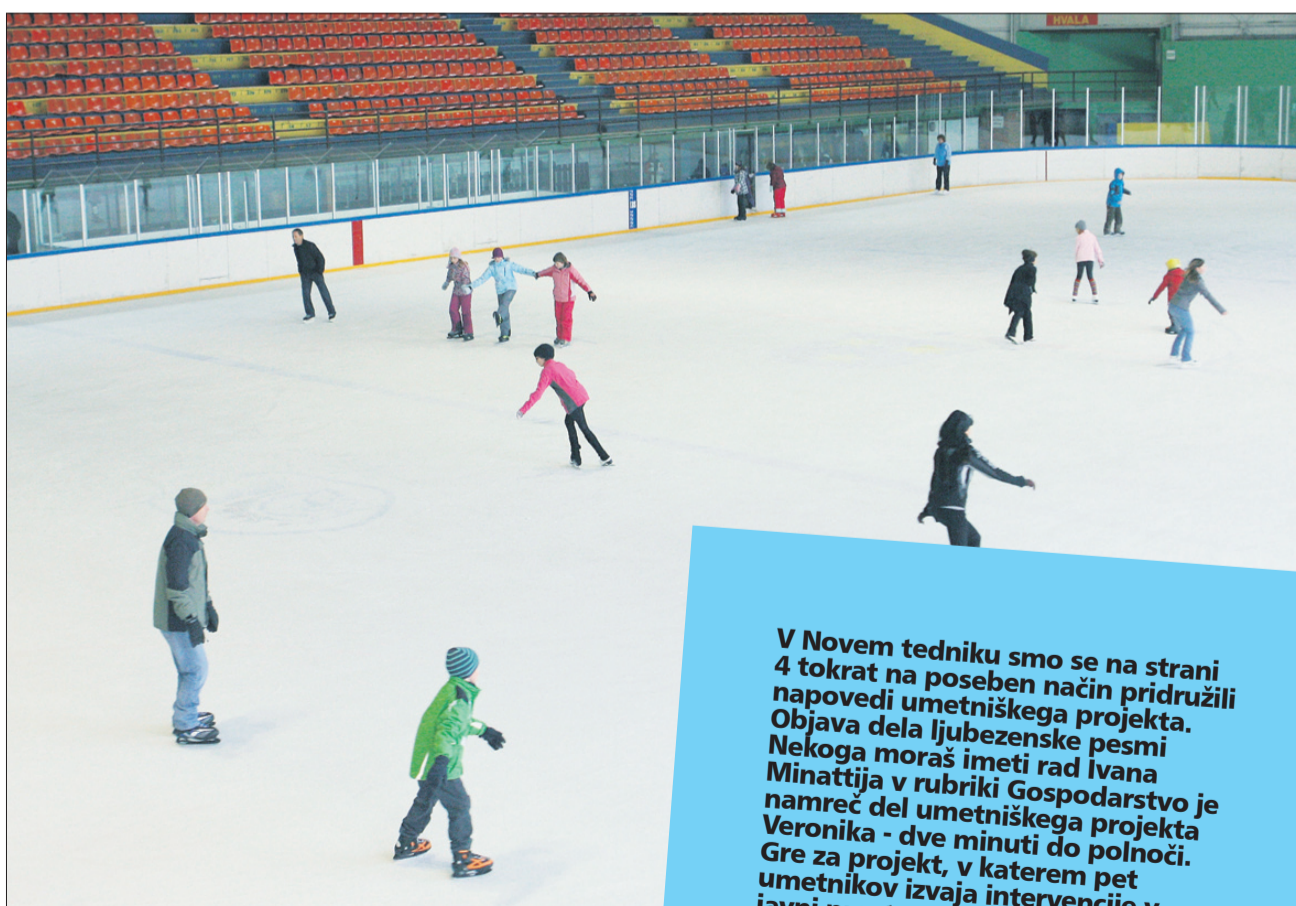 HVALA
V Novem tedniku smo se na strani
4 tokrat na poseben način pridružili
napovedi umetniškega projekta.
Objava dela ljubezenske pesmi
Nekoga moraš imeti rad Ivana
Minattija v rubriki Gospodarstvo je
namreč del umetniškega projekta
Veronika - dve minuti do polnoči.
Gre za projekt, v katerem pet
umetnikov izvaja intervencije v
javni